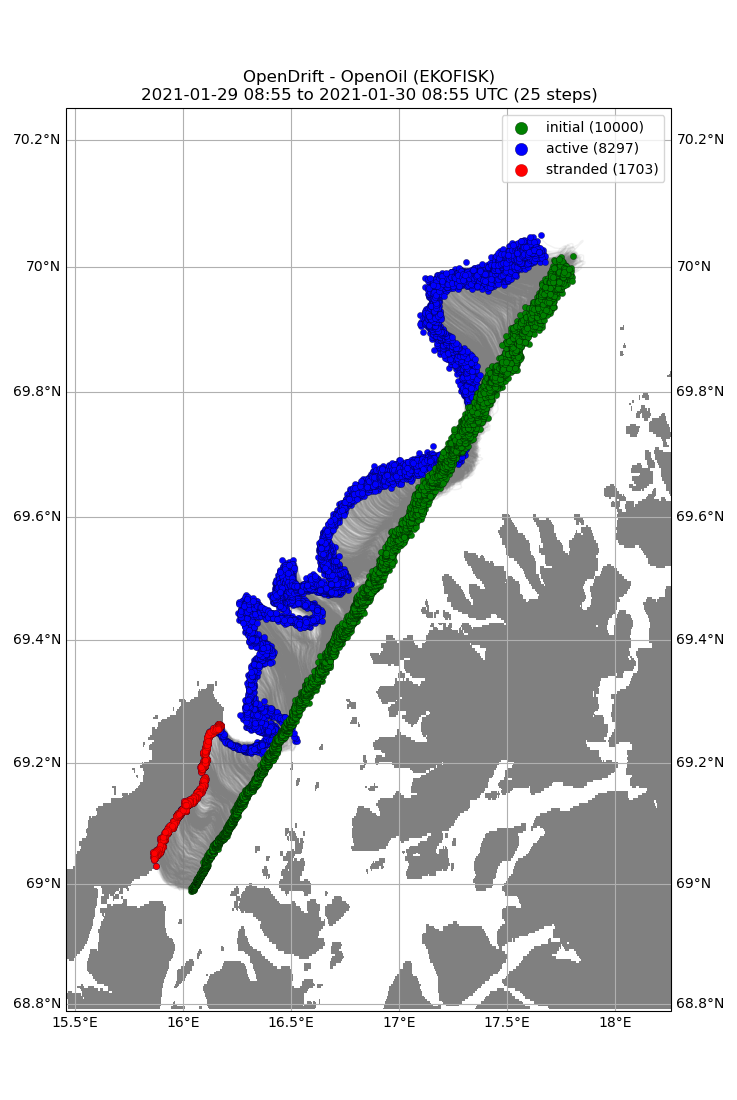 OpenDrift - OpenOil (EKOFISK)
2021-01-29 08:55 to 2021-01-30 08:55 UTC (25 steps)
initial (10000)
active (8297)
stranded (1703)
70.2°N 70.2°N
70°N 70°N
69.8°N 69.8°N
69.6°N 69.6°N
69.4°N 69.4°N
69.2°N 69.2°N
69°N 69°N
68.8°N 68.8°N
15.5°E 16°E 16.5°E 17°E 17.5°E 18°E